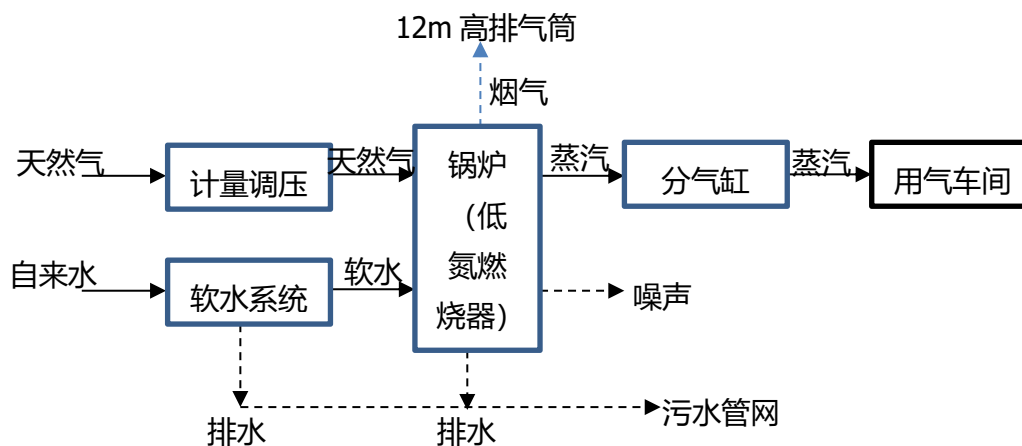 12m 高排气筒
烟气
天然气
计量调压
天然气
锅炉
（低
氮燃
烧器）
蒸汽
分气缸
蒸汽
用气车间
自来水
软水系统
软水
噪声
排水
排水
污水管网